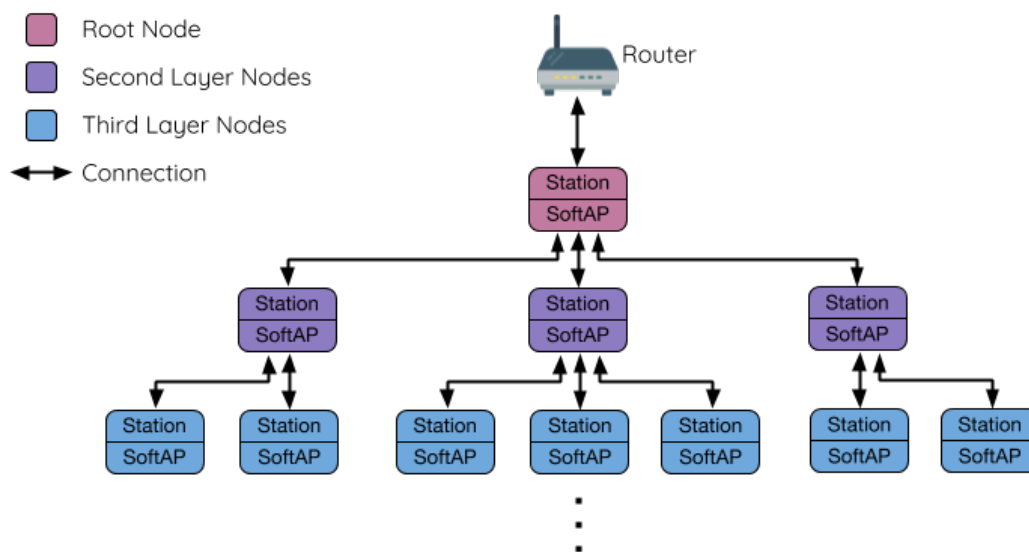 Root Node
Second Layer Nodes
Third Layer Nodes
Connection
Router
Station
SoftAP
Station
SoftAP
Station
SoftAP
Station
SoftAP
Station
SoftAP
Station
SoftAP
Station
SoftAP
Station
SoftAP
Station
SoftAP
Station
SoftAP
Station
SoftAP